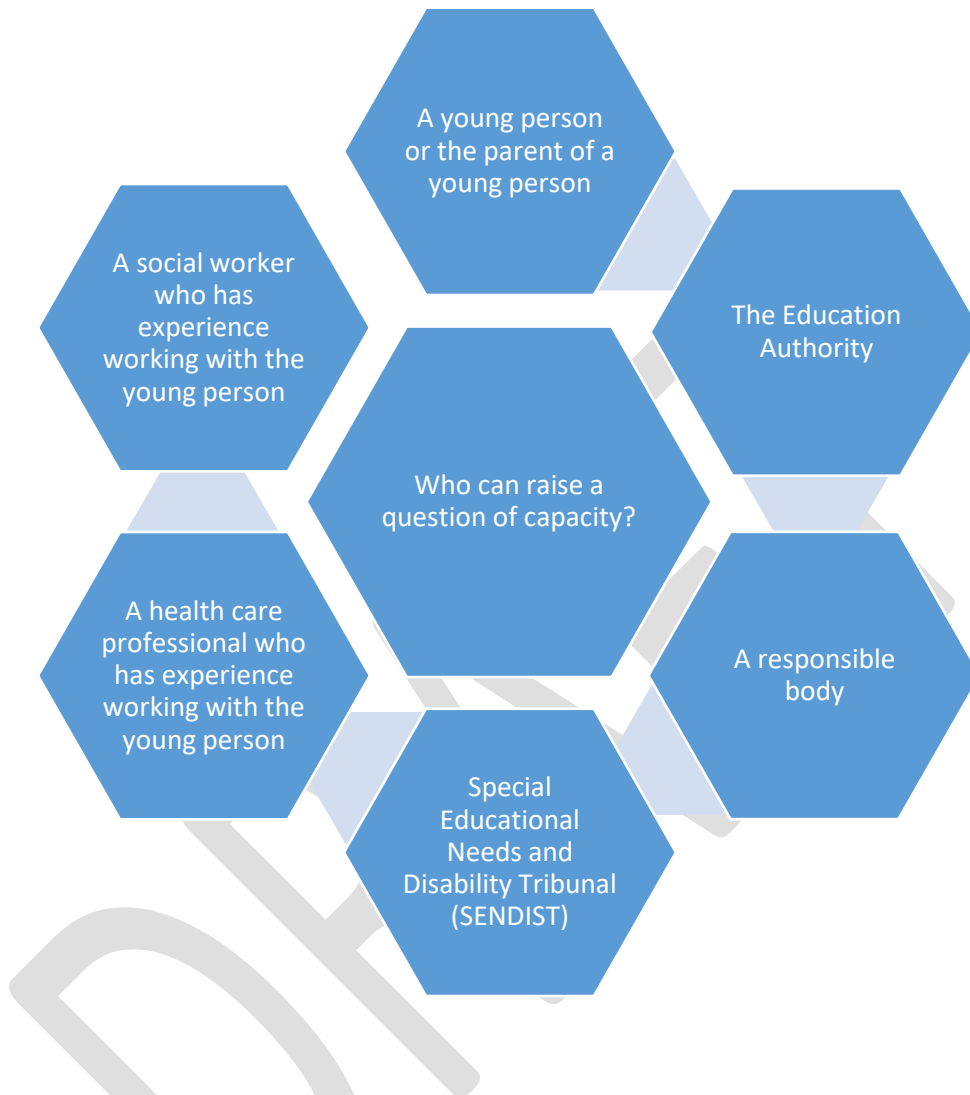 A young person
or the parent of a
young person
The Education
Authority
A responsible
body
Special
Educational
Needs and
Disability Tribunal
(SENDIST)
A health care
professional who
has experience
working with the
young person
A social worker
who has
experience
working with the
young person
Who can raise a
question of capacity?